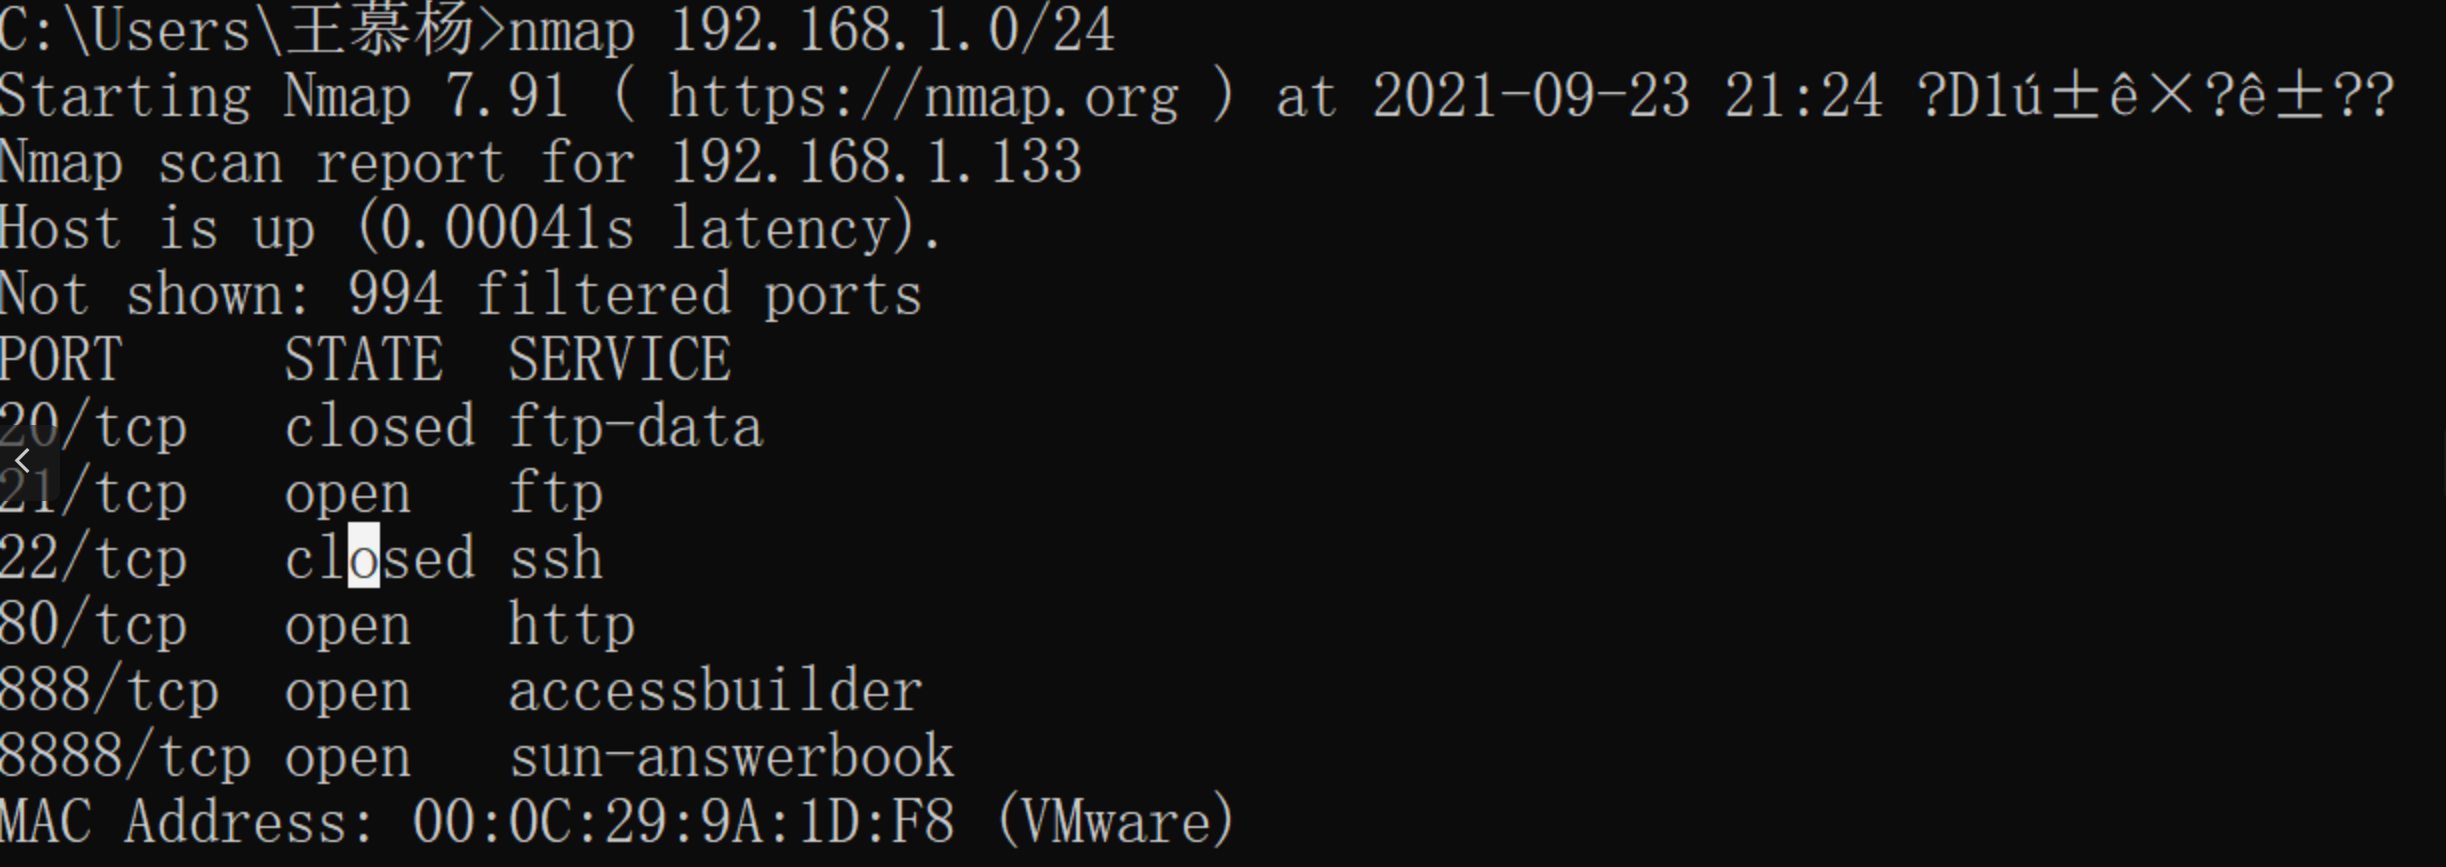 C:\Users\王慕杨>nmap 192.168.1.0/24
Starting Nmap 7.91 ( https://nmap.org ) at 2021-09-23 21:24 ?D1ú±ê×?ê±??
Nmap scan report for 192.168.1.133
Host is up (0.00041s latency).
Not shown: 994 filtered ports
PORT     STATE  SERVICE
20/tcp   closed ftp-data
21/tcp   open   ftp
22/tcp   closed ssh
80/tcp   open   http
888/tcp  open   accessbuilder
8888/tcp open   sun-answerbook
MAC Address: 00:0C:29:9A:1D:F8 (VMware)